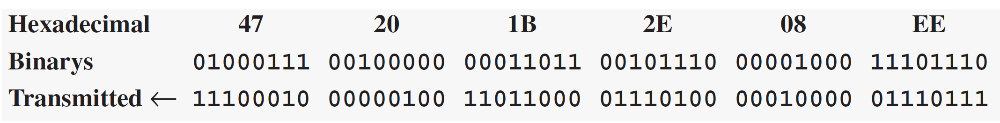 Hexadecimal 47 20 1B 2E 08 EE
Binarys 01000111 00100000 00011011 00101110 00001000 11101110
Transmitted ← 11100010 00000100 11011000 01110100 00010000 01110111